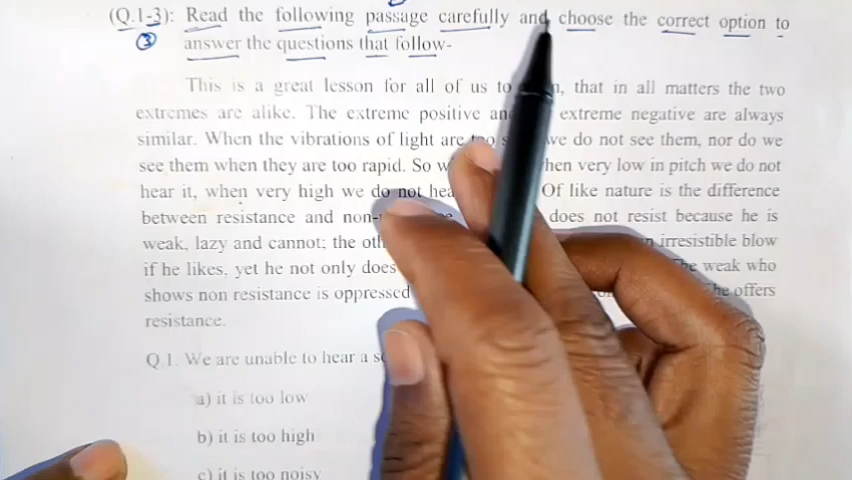 (Q.1-3): Read the following passage carefully and choose the correct option to
③ answer the questions that follow-
This is a great lesson for all of us to that in all matters the two
extremes are alike. The extreme positive extreme negative are always
similar. When the vibrations of light are we do not see them, nor do we
see them when they are too rapid. So when very low in pitch we do not
hear it, when very high we do not Of like nature is the difference
between resistance and does not resist because he is
weak, lazy and cannot; the irresistible blow
if he likes, yet he not only does The weak who
shows non resistance is oppressed he offers
resistance.
Q.1. We are unable to hear a
a) it is too low
b) it is too high
c) it is too noisy